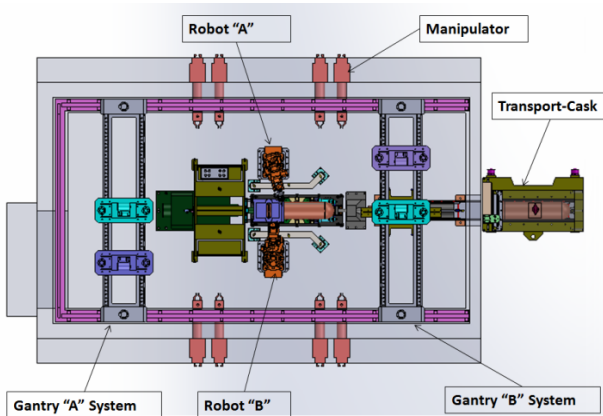 Robot “A”
Manipulator
Transport-Cask
Gantry “A” System
Robot “B”
Gantry “B” System